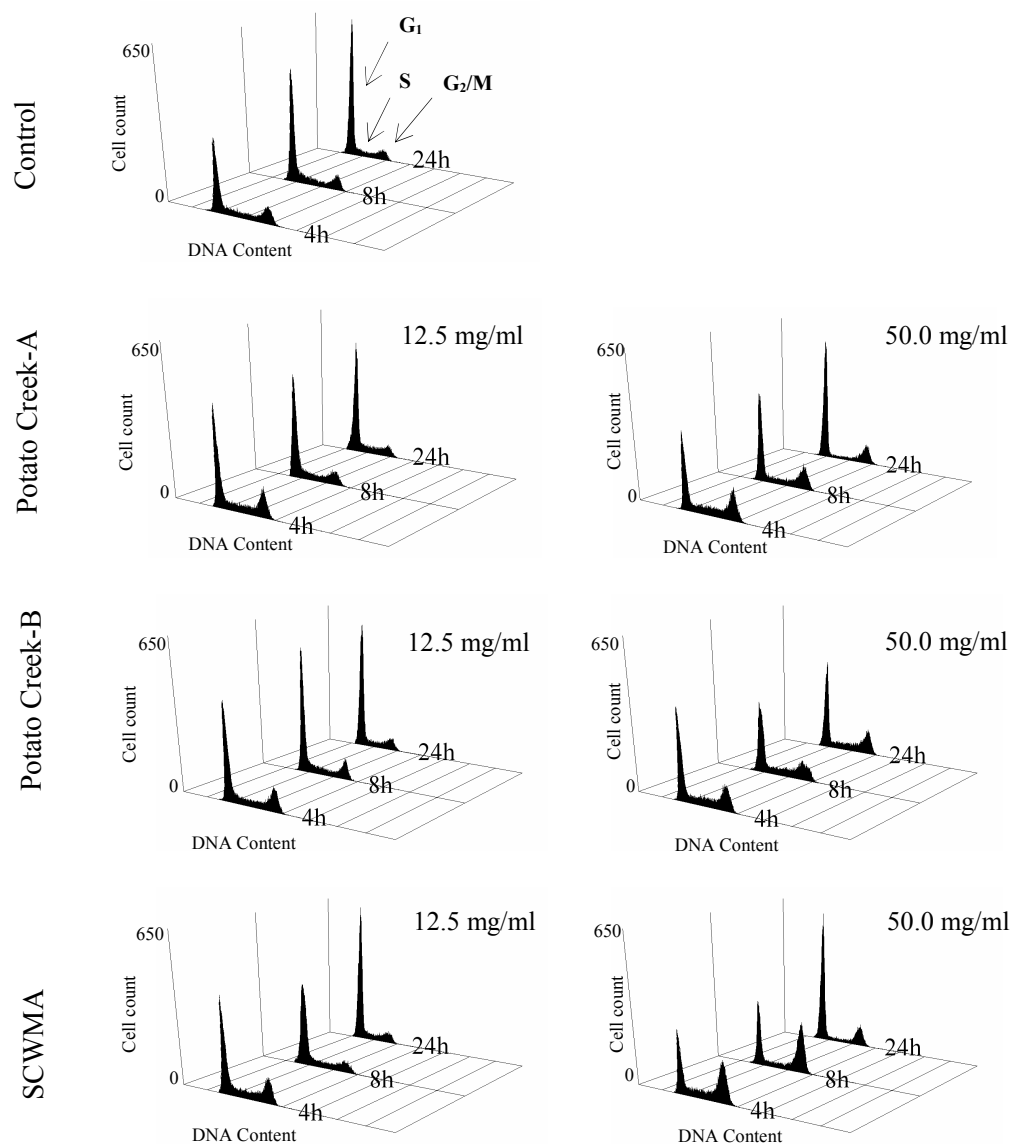 Control
Cell count
650
0
G₁
S
G₂/M
24h
8h
4h
DNA Content
Potato Creek-A
12.5 mg/ml
Cell count
650
0
24h
8h
4h
DNA Content
50.0 mg/ml
Cell count
650
0
24h
8h
4h
DNA Content
Potato Creek-B
12.5 mg/ml
Cell count
650
0
24h
8h
4h
DNA Content
50.0 mg/ml
Cell count
650
0
24h
8h
4h
DNA Content
SCWMA
12.5 mg/ml
Cell count
650
0
24h
8h
4h
DNA Content
50.0 mg/ml
Cell count
650
0
24h
8h
4h
DNA Content